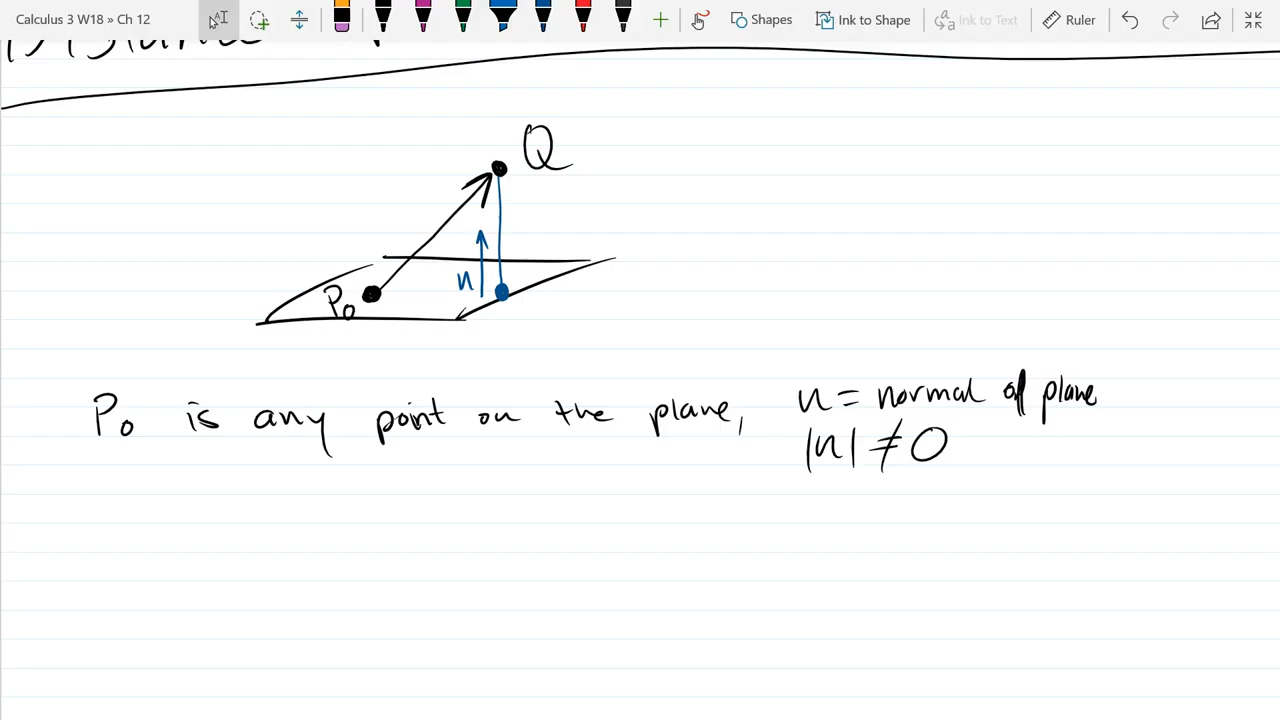 Calculus 3 W18 » Ch 12
Shapes
Ink to Shape
Ink to Text
Ruler
Distance
Q
n
P₀
P₀ is any point on the plane, n = normal of plane
|n| ≠ 0